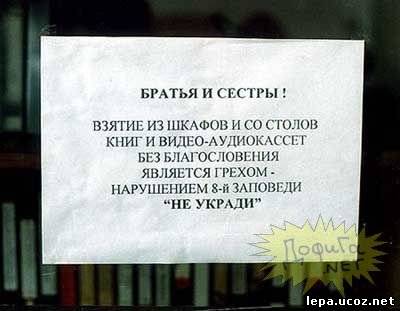 БРАТЬЯ И СЕСТРЫ !
ВЗЯТИЕ ИЗ ШКАФОВ И СО СТОЛОВ
КНИГ И ВИДЕО-АУДИОКАССЕТ
БЕЗ БЛАГОСЛОВЕНИЯ
ЯВЛЯЕТСЯ ГРЕХОМ -
НАРУШЕНИЕМ 8-й ЗАПОВЕДИ
“НЕ УКРАДИ”
ПофиГа
.NET
lepa.ucoz.net